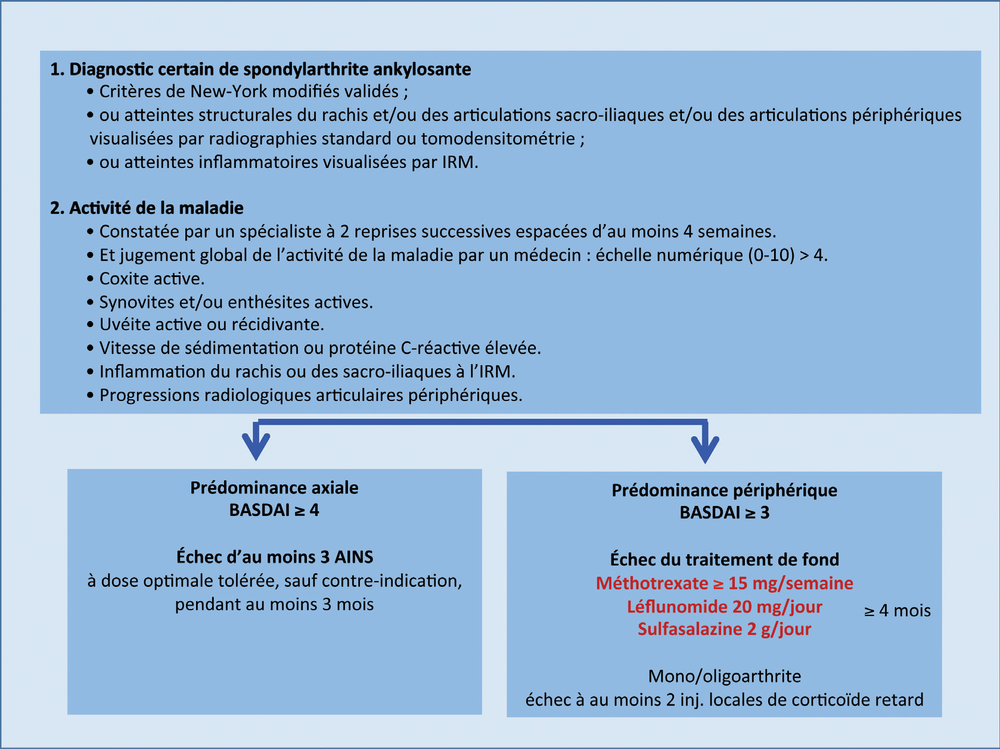 1. Diagnostic certain de spondylarthrite ankylosante
• Critères de New-York modifiés validés ;
• ou atteintes structurales du rachis et/ou des articulations sacro-iliaques et/ou des articulations périphériques
visualisées par radiographies standard ou tomodensitométrie ;
• ou atteintes inflammatoires visualisées par IRM.
2. Activité de la maladie
• Constatée par un spécialiste à 2 reprises successives espacées d’au moins 4 semaines.
• Et jugement global de l’activité de la maladie par un médecin : échelle numérique (0-10) > 4.
• Coxite active.
• Synovites et/ou enthésites actives.
• Uvéite active ou récidivante.
• Vitesse de sédimentation ou protéine C-réactive élevée.
• Inflammation du rachis ou des sacro-iliaques à l’IRM.
• Progressions radiologiques articulaires périphériques.
Prédominance axiale
BASDAI ≥ 4
Échec d’au moins 3 AINS
à dose optimale tolérée, sauf contre-indication,
pendant au moins 3 mois
Prédominance périphérique
BASDAI ≥ 3
Échec du traitement de fond
Méthotrexate ≥ 15 mg/semaine
Léflunomide 20 mg/jour
≥ 4 mois
Sulfasalazine 2 g/jour
Mono/oligoarthrite
échec à au moins 2 inj. locales de corticoïde retard